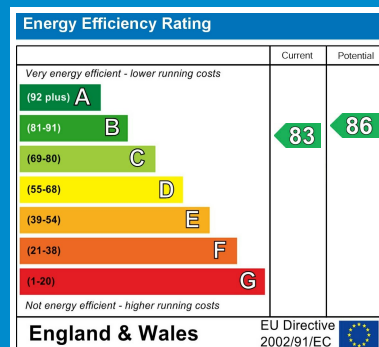 Energy Efficiency Rating
Current Potential
Very energy efficient - lower running costs
(92 plus) A
(81-91) B
(69-80) C
(55-68) D
(39-54) E
(21-38) F
(1-20) G
83
86
Not energy efficient - higher running costs
England & Wales
EU Directive
2002/91/EC